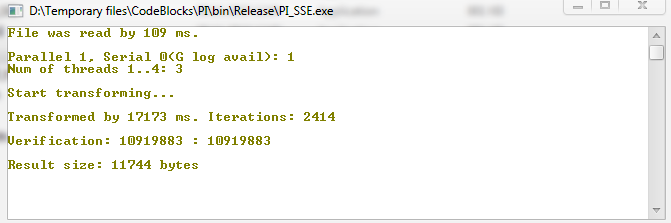 D:\Temporary files\CodeBlocks\PI\bin\Release\PI_SSE.exe
File was read by 109 ms.
Parallel 1, Serial 0(G log avail): 1
Num of threads 1..4: 3
Start transforming...
Transformed by 17173 ms. Iterations: 2414
Verification: 10919883 : 10919883
Result size: 11744 bytes